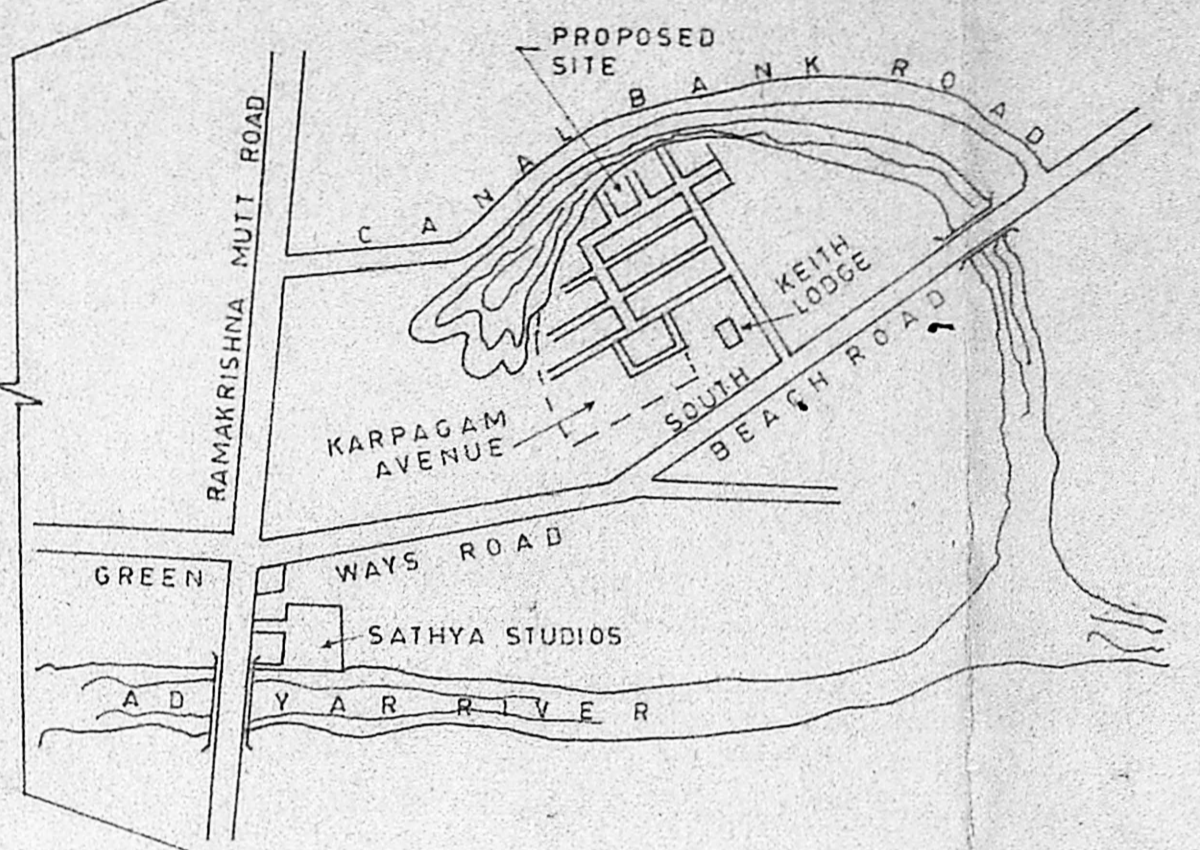 PROPOSED
SITE
CANAL BANK ROAD
RAMAKRISHNA MUTT ROAD
KEITH
LODGE
KARPAGAM
AVENUE
SOUTH
BEACH ROAD
GREEN WAYS ROAD
SATHYA STUDIOS
ADYAR RIVER